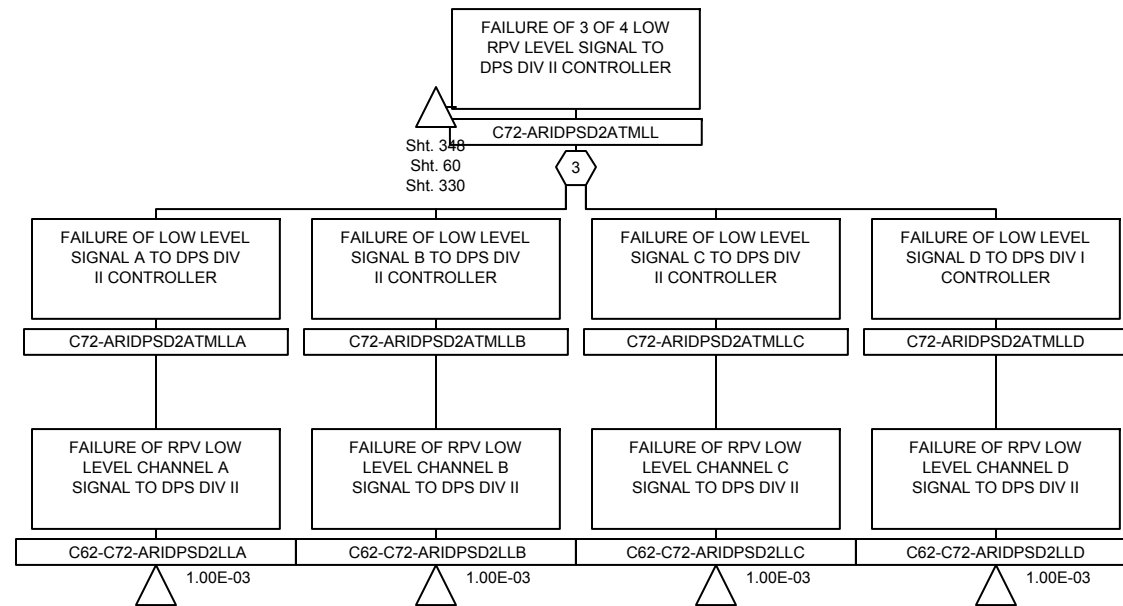 FAILURE OF 3 OF 4 LOW
RPV LEVEL SIGNAL TO
DPS DIV II CONTROLLER
C72-ARIDPSD2ATMLL
Sht. 348
Sht. 60
Sht. 330
3
FAILURE OF LOW LEVEL
SIGNAL A TO DPS DIV
II CONTROLLER
C72-ARIDPSD2ATMLLA
FAILURE OF LOW LEVEL
SIGNAL B TO DPS DIV
II CONTROLLER
C72-ARIDPSD2ATMLLB
FAILURE OF LOW LEVEL
SIGNAL C TO DPS DIV
II CONTROLLER
C72-ARIDPSD2ATMLLC
FAILURE OF LOW LEVEL
SIGNAL D TO DPS DIV I
CONTROLLER
C72-ARIDPSD2ATMLLD
FAILURE OF RPV LOW
LEVEL CHANNEL A
SIGNAL TO DPS DIV II
C62-C72-ARIDPSD2LLA
1.00E-03
FAILURE OF RPV LOW
LEVEL CHANNEL B
SIGNAL TO DPS DIV II
C62-C72-ARIDPSD2LLB
1.00E-03
FAILURE OF RPV LOW
LEVEL CHANNEL C
SIGNAL TO DPS DIV II
C62-C72-ARIDPSD2LLC
1.00E-03
FAILURE OF RPV LOW
LEVEL CHANNEL D
SIGNAL TO DPS DIV II
C62-C72-ARIDPSD2LLD
1.00E-03